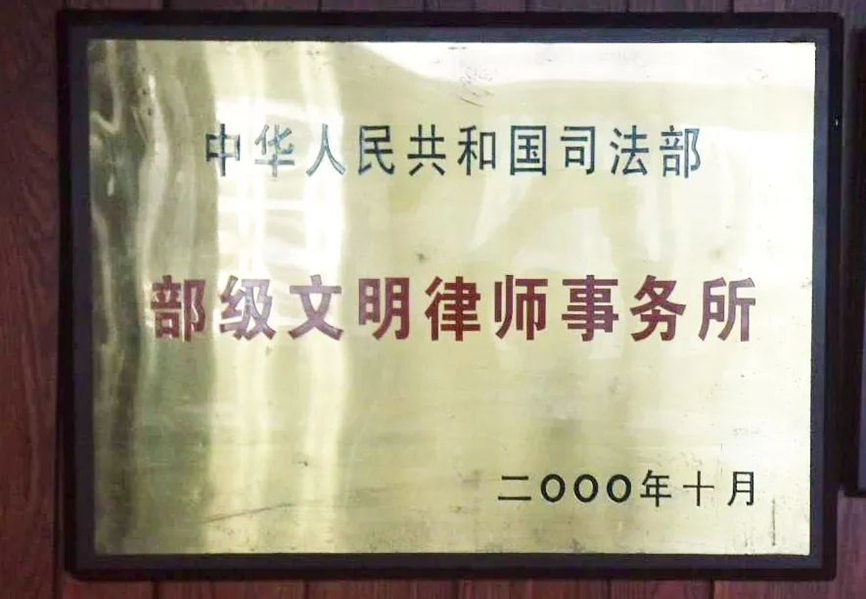 中华人民共和国司法部
部级文明律师事务所
二OOO年十月